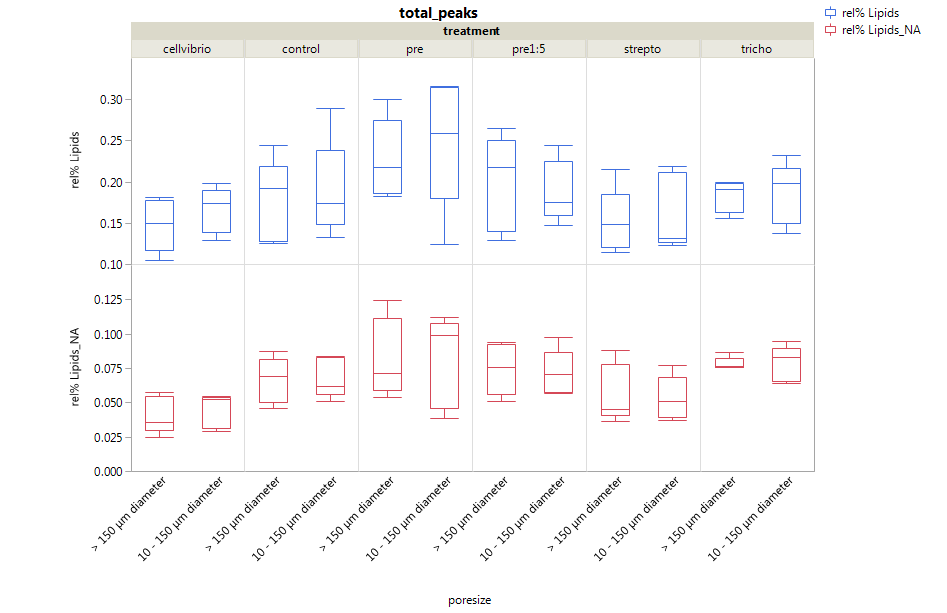 total_peaks
treatment
cellvibrio control pre pre1:5 strepto tricho
rel% Lipids
rel% Lipids_NA
rel% Lipids
0.30
0.25
0.20
0.15
0.10
rel% Lipids_NA
0.125
0.100
0.075
0.050
0.025
0.000
> 150 µm diameter
10 - 150 µm diameter
> 150 µm diameter
10 - 150 µm diameter
> 150 µm diameter
10 - 150 µm diameter
> 150 µm diameter
10 - 150 µm diameter
> 150 µm diameter
10 - 150 µm diameter
> 150 µm diameter
10 - 150 µm diameter
poresize